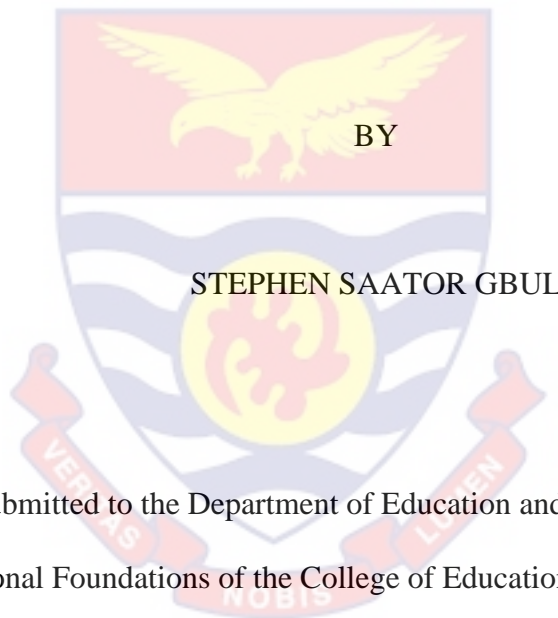 BY
STEPHEN SAATOR GBUL
VERITAS
LUMEN
ubmitted to the Department of Education and
onal Foundations of the College of Education
NOBIS